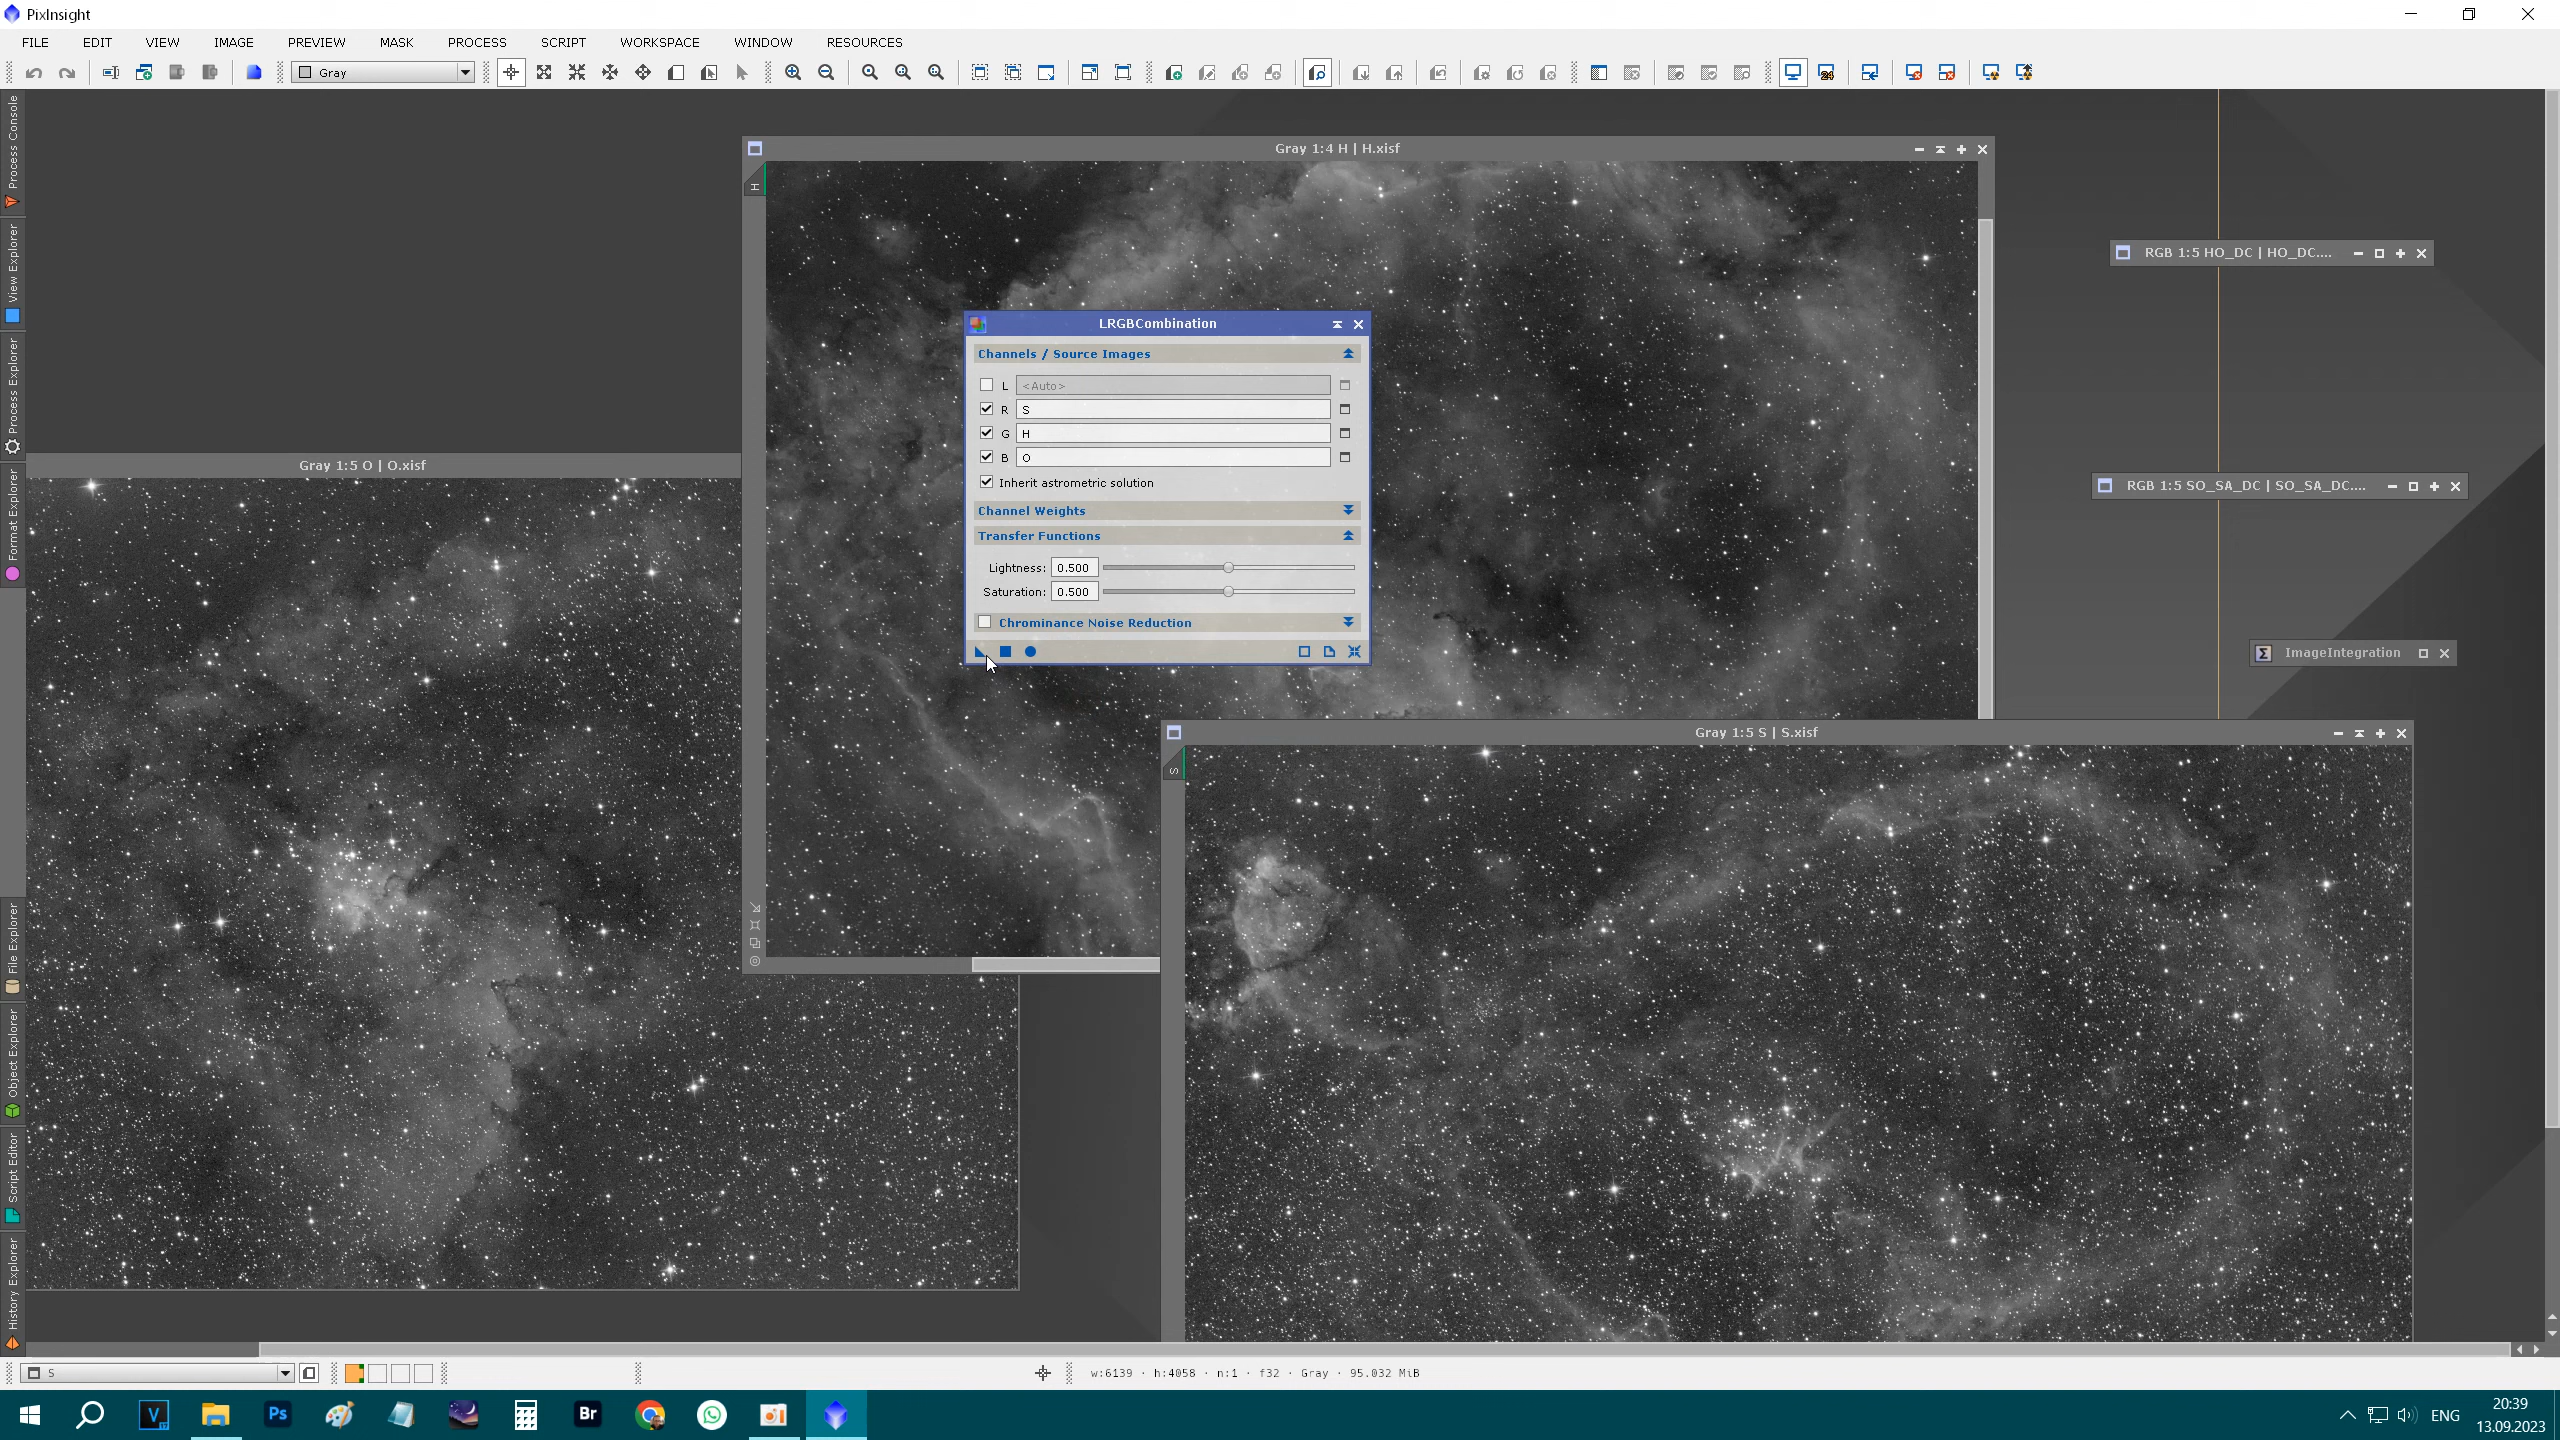 PixInsight
FILE EDIT VIEW IMAGE PREVIEW MASK PROCESS SCRIPT WORKSPACE WINDOW RESOURCES
Gray
24
Process Console
View Explorer
Process Explorer
Format Explorer
File Explorer
Object Explorer
Script Editor
History Explorer
Gray 1:4 H | H.xisf
H
RGB 1:5 HO_DC | HO_DC....
LRGBCombination
Channels / Source Images
L <Auto>
R S
G H
B O
Inherit astrometric solution
Channel Weights
Transfer Functions
Lightness: 0.500
Saturation: 0.500
Chrominance Noise Reduction
Gray 1:5 O | O.xisf
RGB 1:5 SO_SA_DC | SO_SA_DC....
ImageIntegration
Gray 1:5 S | S.xisf
S
S
w:6139 · h:4058 · n:1 · f32 · Gray · 95.032 MiB
V
17
Ps
Br
ENG
20:39
13.09.2023